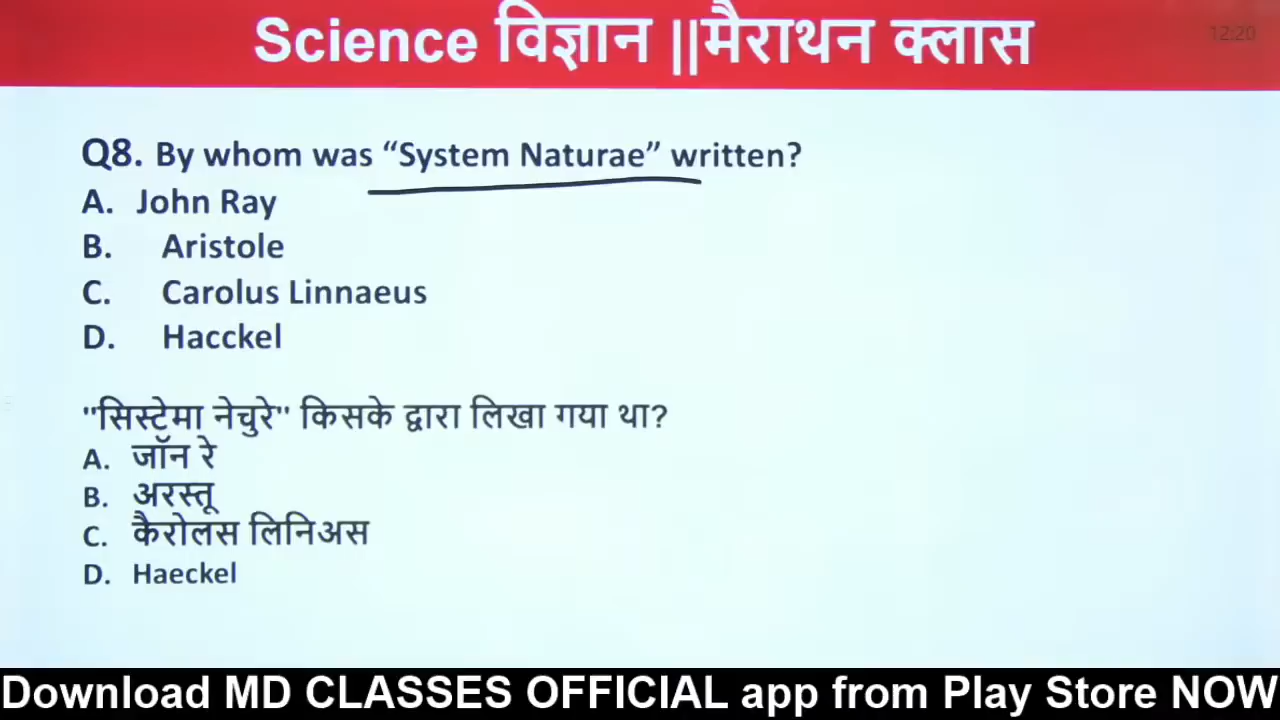 Science विज्ञान ||मैराथन क्लास
12:20
Q8. By whom was “System Naturae” written?
A. John Ray
B. Aristole
C. Carolus Linnaeus
D. Hacckel
"सिस्टेमा नेचुरे" किसके द्वारा लिखा गया था?
A. जॉन रे
B. अरस्तू
C. कैरोलस लिनिअस
D. Haeckel
Download MD CLASSES OFFICIAL app from Play Store NOW